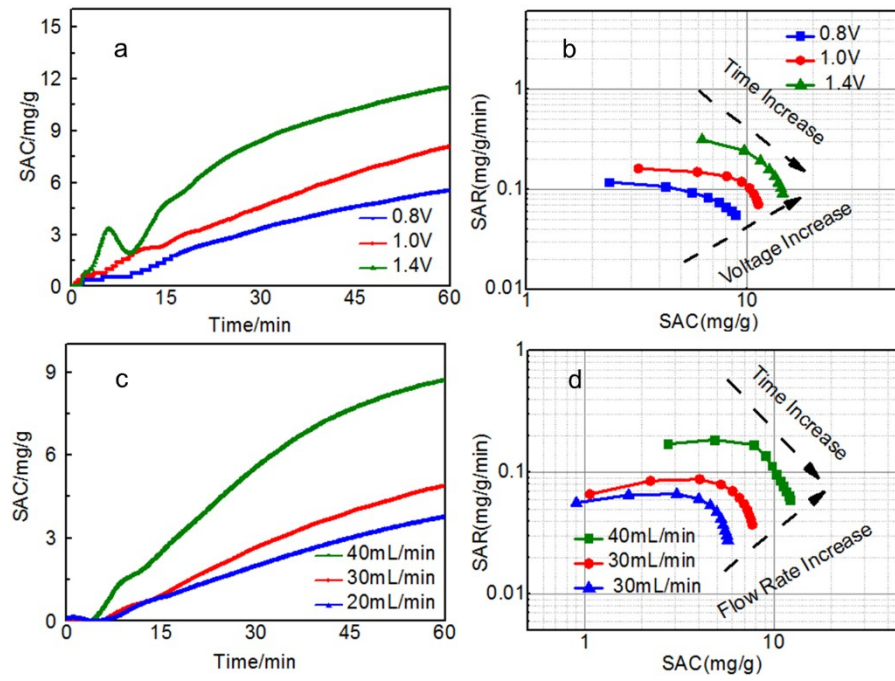 a
SAC/mg/g
15
12
9
6
3
0
0.8V
1.0V
1.4V
0
15
30
45
60
Time/min
b
0.8V
1.0V
1.4V
Time Increase
Voltage Increase
SAR(mg/g/min)
1
0.1
0.01
1
10
SAC(mg/g)
c
SAC/mg/g
9
6
3
0
40mL/min
30mL/min
20mL/min
0
15
30
45
60
Time/min
d
SAR(mg/g/min)
1
0.1
0.01
Time Increase
Flow Rate Increase
40mL/min
30mL/min
30mL/min
1
10
SAC(mg/g)